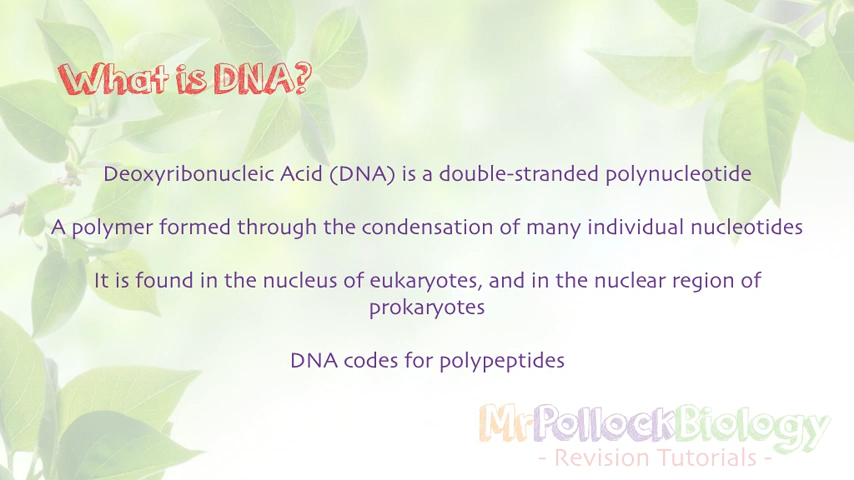 What is DNA?
Deoxyribonucleic Acid (DNA) is a double-stranded polynucleotide
A polymer formed through the condensation of many individual nucleotides
It is found in the nucleus of eukaryotes, and in the nuclear region of
prokaryotes
DNA codes for polypeptides
MrPollockBiology
- Revision Tutorials -